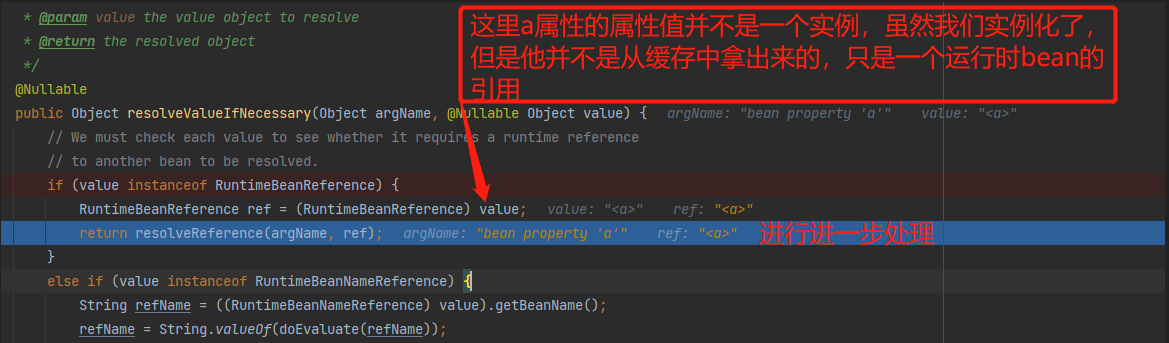 * @param value the value object to resolve
* @return the resolved object
*/
这里a属性的属性值并不是一个实例，虽然我们实例化了，
但是他并不是从缓存中拿出来的，只是一个运行时bean的
引用
@Nullable
public Object resolveValueIfNecessary(Object argName, @Nullable Object value) { argName: "bean property 'a'" value: "<a>"
// We must check each value to see whether it requires a runtime reference
// to another bean to be resolved.
if (value instanceof RuntimeBeanReference) {
RuntimeBeanReference ref = (RuntimeBeanReference) value; value: "<a>" ref: "<a>"
return resolveReference(argName, ref); argName: "bean property 'a'" ref: "<a>" 进行进一步处理
}
else if (value instanceof RuntimeBeanNameReference) {
String refName = ((RuntimeBeanNameReference) value).getBeanName();
refName = String.valueOf(doEvaluate(refName));